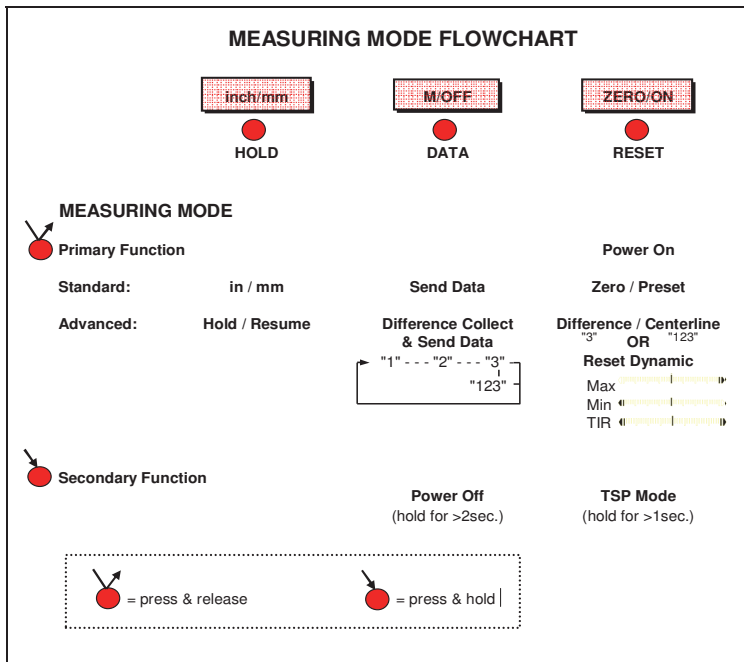 MEASURING MODE FLOWCHART
inch/mm M/OFF ZERO/ON
HOLD DATA RESET
MEASURING MODE
Primary Function Power On
Standard: in / mm Send Data Zero / Preset
Advanced: Hold / Resume Difference Collect Difference / Centerline
& Send Data "3" OR "123"
"1" - - - "2" - - - "3" Reset Dynamic
"123" Max
Min
TIR
Secondary Function
Power Off TSP Mode
(hold for >2sec.) (hold for >1sec.)
= press & release = press & hold